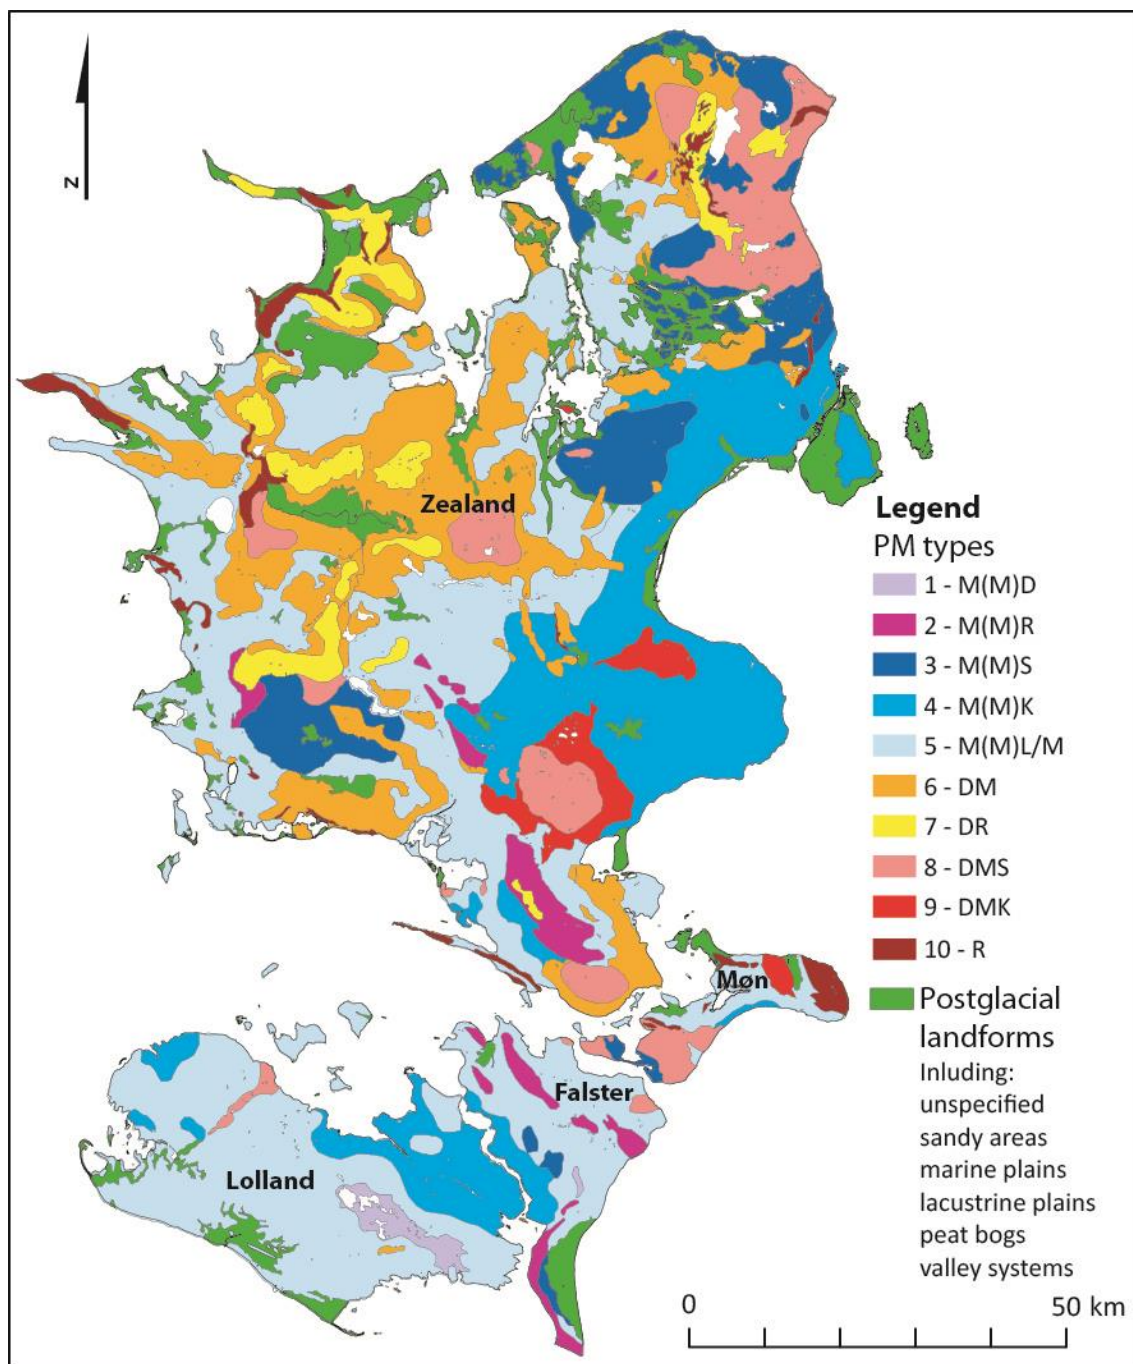 N
Zealand
Legend
PM types
1 - M(M)D
2 - M(M)R
3 - M(M)S
4 - M(M)K
5 - M(M)L/M
6 - DM
7 - DR
8 - DMS
9 - DMK
10 - R
Møn
Postglacial
landforms
Inluding:
unspecified
sandy areas
marine plains
lacustrine plains
peat bogs
valley systems
Falster
Lolland
0 50 km